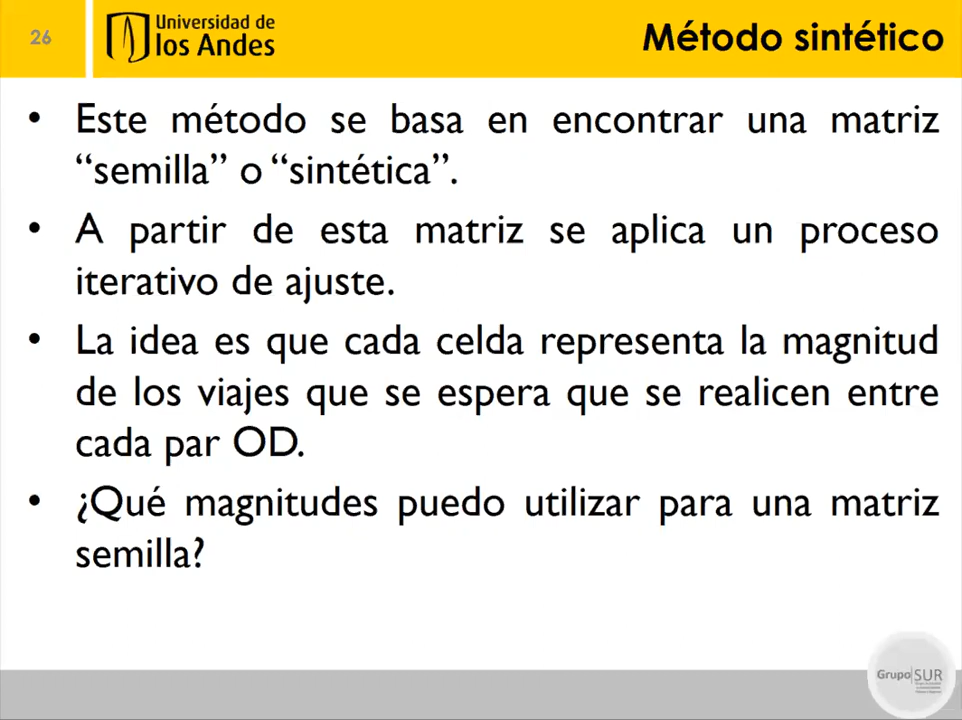 26
Universidad de
los Andes
Método sintético
• Este método se basa en encontrar una matriz
“semilla” o “sintética”.
• A partir de esta matriz se aplica un proceso
iterativo de ajuste.
• La idea es que cada celda representa la magnitud
de los viajes que se espera que se realicen entre
cada par OD.
• ¿Qué magnitudes puedo utilizar para una matriz
semilla?
Grupo|SUR